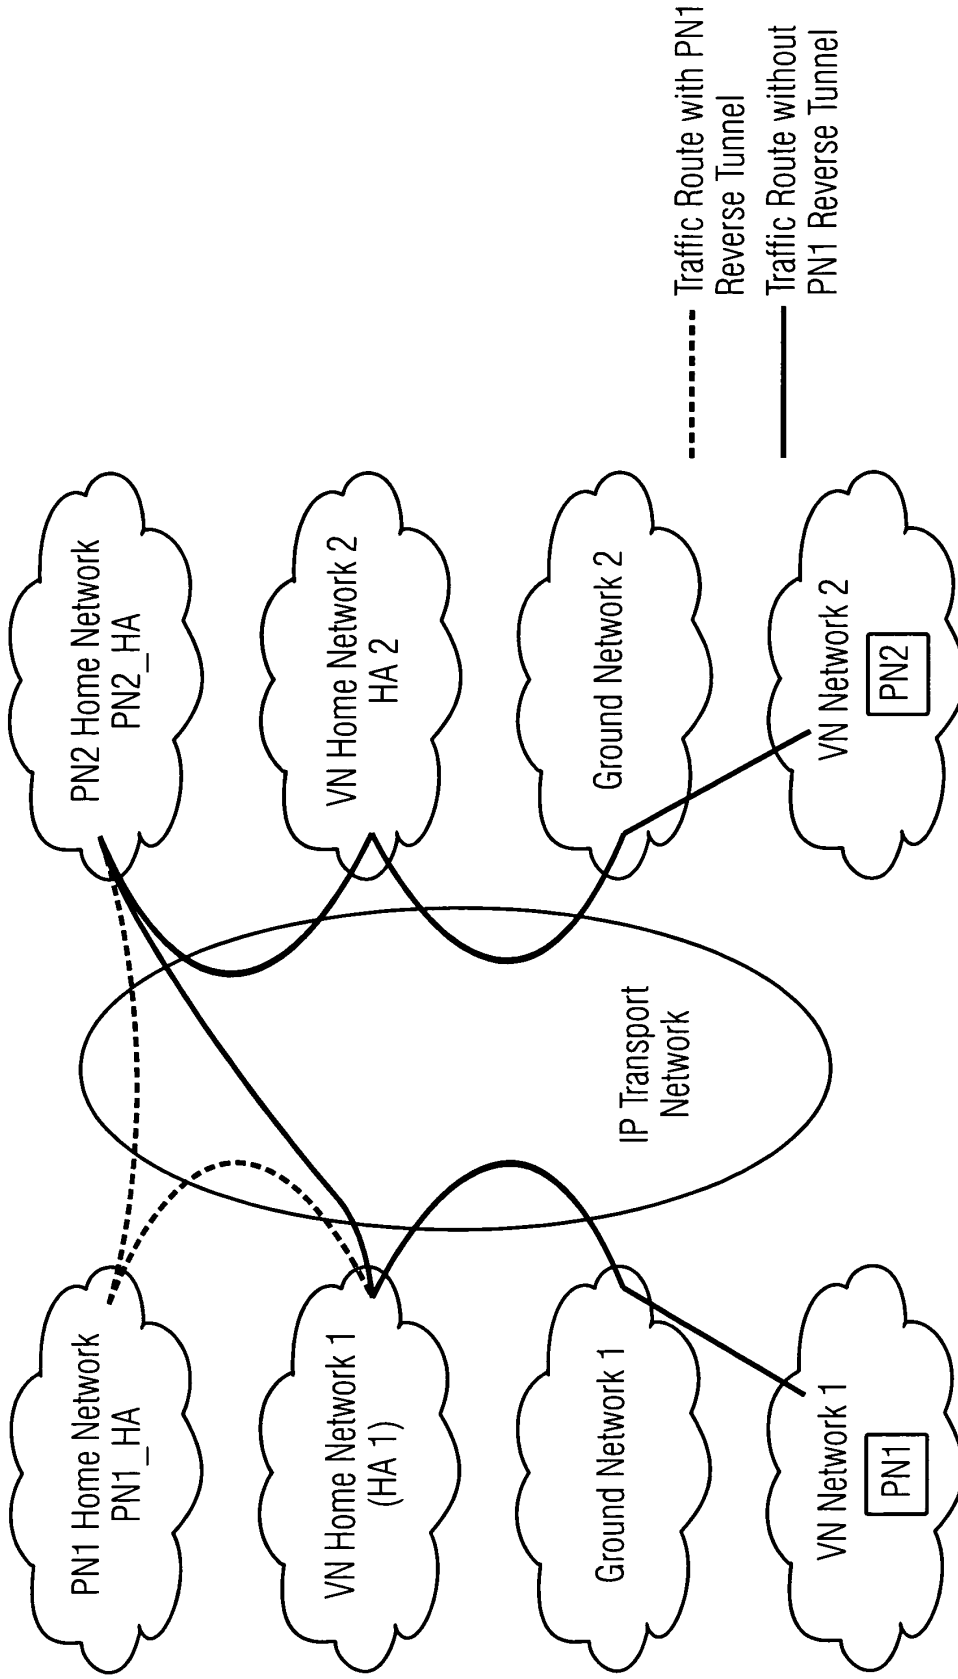 PN1 Home Network
PN1_HA
VN Home Network 1
(HA 1)
Ground Network 1
VN Network 1
PN1
IP Transport
Network
PN2 Home Network
PN2_HA
VN Home Network 2
HA 2
Ground Network 2
VN Network 2
PN2
Traffic Route with PN1
Reverse Tunnel
Traffic Route without
PN1 Reverse Tunnel